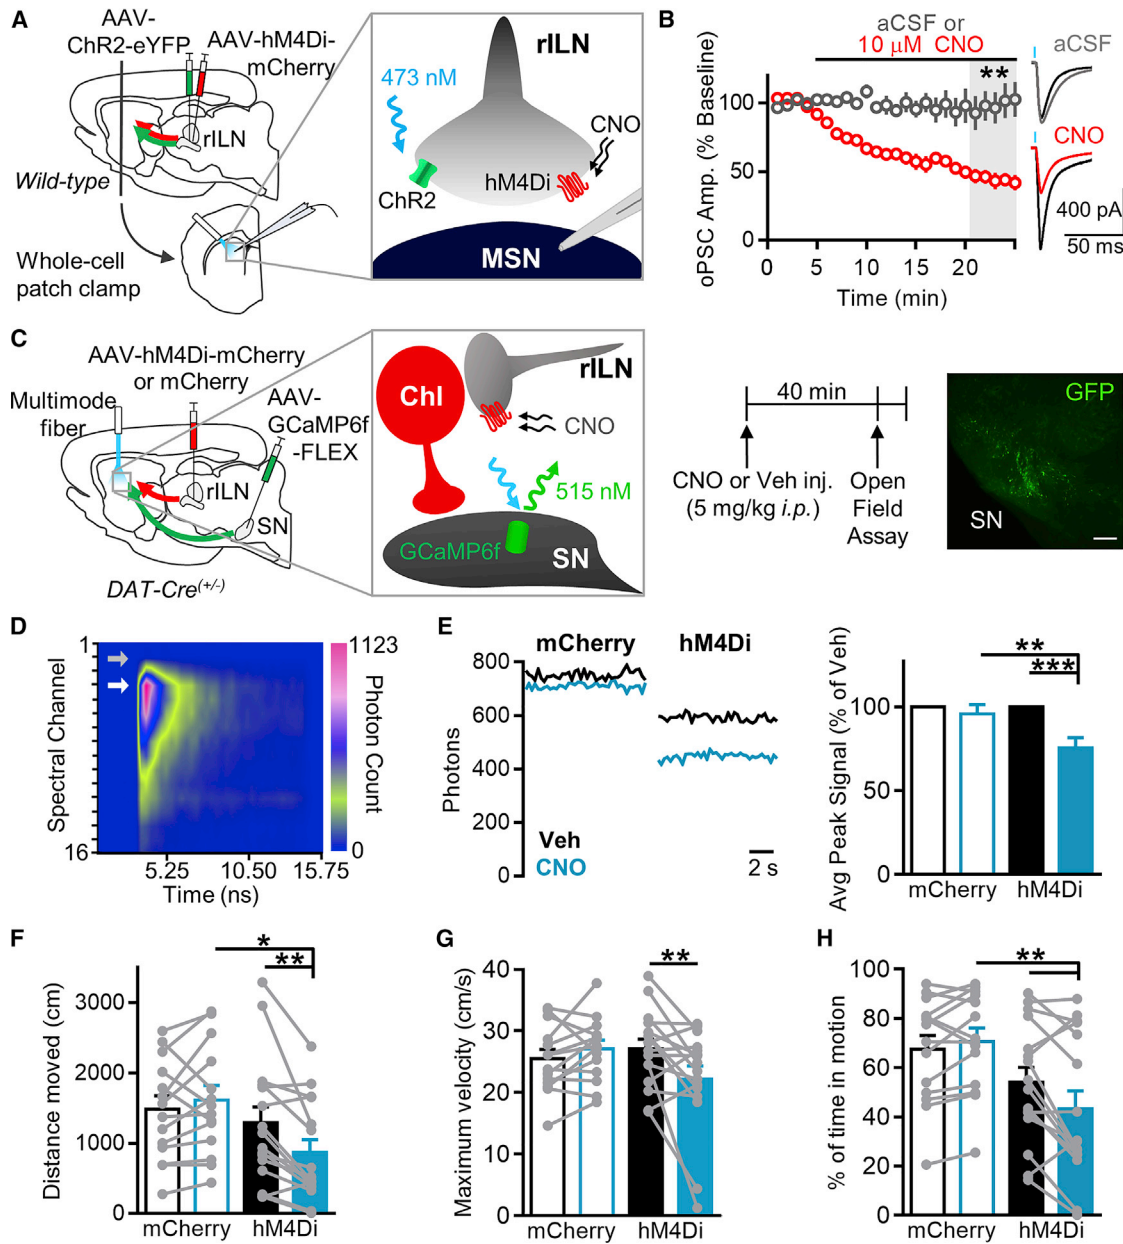 A
AAV-
ChR2-eYFP
AAV-hM4Di-
mCherry
rILN
Wild-type
Whole-cell
patch clamp
rILN
473 nM
CNO
ChR2
hM4Di
MSN
B
aCSF or
10 µM CNO
**
oPSC Amp. (% Baseline)
100
50
0
0
5
10
15
20
25
Time (min)
aCSF
CNO
400 pA
50 ms
C
AAV-hM4Di-mCherry
or mCherry
Multimode
fiber
AAV-
GCaMP6f
-FLEX
rILN
SN
DAT-Cre(+/-)
ChI
rILN
CNO
515 nM
GCaMP6f
SN
40 min
CNO or Veh inj.
(5 mg/kg i.p.)
Open
Field
Assay
GFP
SN
D
Spectral Channel
1
16
5.25
10.50
15.75
Time (ns)
1123
0
Photon Count
E
mCherry
hM4Di
Photons
800
600
400
200
0
Veh
CNO
2 s
Avg Peak Signal (% of Veh)
100
50
0
**
***
mCherry
hM4Di
F
Distance moved (cm)
3000
2000
1000
0
*
**
mCherry
hM4Di
G
Maximum velocity (cm/s)
40
30
20
10
0
**
mCherry
hM4Di
H
% of time in motion
100
80
60
40
20
0
**
mCherry
hM4Di